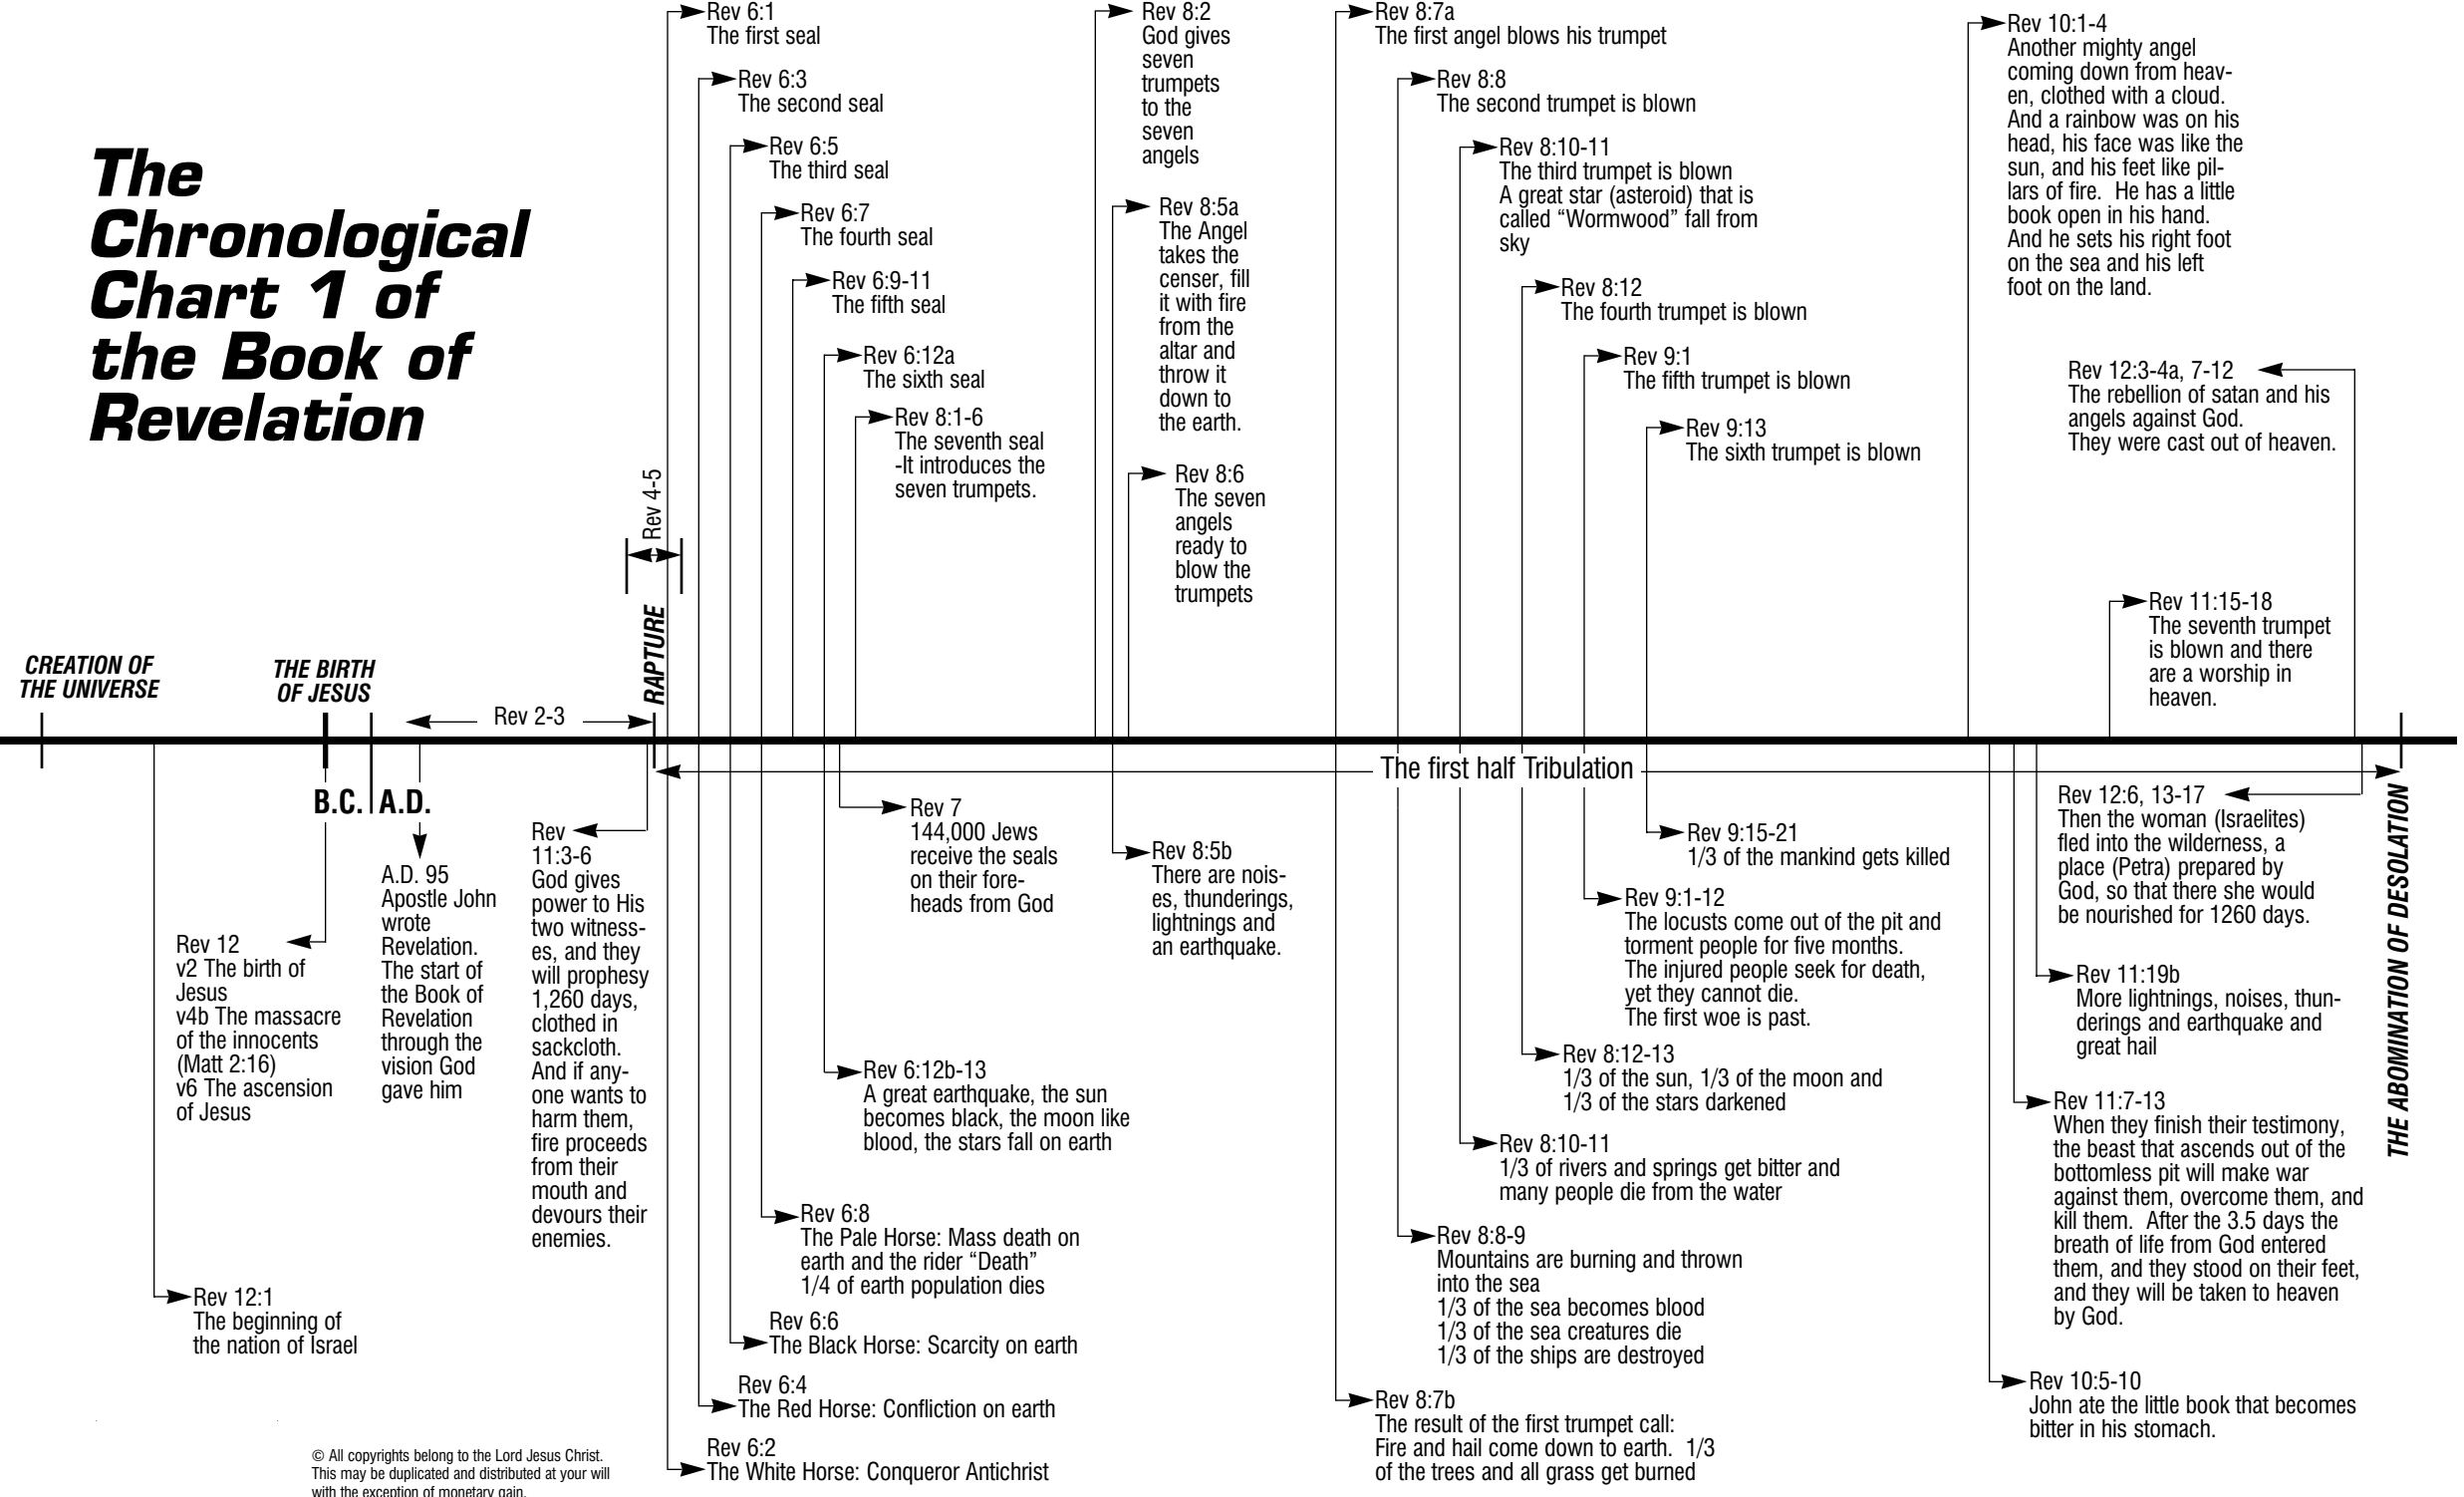 The
Chronological
Chart 1 of
the Book of
Revelation
Rev 6:1
The first seal
Rev 6:3
The second seal
Rev 6:5
The third seal
Rev 6:7
The fourth seal
Rev 6:9-11
The fifth seal
Rev 6:12a
The sixth seal
Rev 8:1-6
The seventh seal
-It introduces the
seven trumpets.
Rev 8:2
God gives
seven
trumpets
to the
seven
angels
Rev 8:5a
The Angel
takes the
censer, fill
it with fire
from the
altar and
throw it
down to
the earth.
Rev 8:6
The seven
angels
ready to
blow the
trumpets
Rev 8:7a
The first angel blows his trumpet
Rev 8:8
The second trumpet is blown
Rev 8:10-11
The third trumpet is blown
A great star (asteroid) that is
called “Wormwood” fall from
sky
Rev 8:12
The fourth trumpet is blown
Rev 9:1
The fifth trumpet is blown
Rev 9:13
The sixth trumpet is blown
Rev 10:1-4
Another mighty angel
coming down from heav-
en, clothed with a cloud.
And a rainbow was on his
head, his face was like the
sun, and his feet like pil-
lars of fire. He has a little
book open in his hand.
And he sets his right foot
on the sea and his left
foot on the land.
Rev 12:3-4a, 7-12
The rebellion of satan and his
angels against God.
They were cast out of heaven.
Rev 11:15-18
The seventh trumpet
is blown and there
are a worship in
heaven.
Rev 4-5
RAPTURE
CREATION OF
THE UNIVERSE
THE BIRTH
OF JESUS
Rev 2-3
The first half Tribulation
B.C. A.D.
Rev 12:1
The beginning of
the nation of Israel
Rev 12
v2 The birth of
Jesus
v4b The massacre
of the innocents
(Matt 2:16)
v6 The ascension
of Jesus
A.D. 95
Apostle John
wrote
Revelation.
The start of
the Book of
Revelation
through the
vision God
gave him
Rev
11:3-6
God gives
power to His
two witness-
es, and they
will prophesy
1,260 days,
clothed in
sackcloth.
And if any-
one wants to
harm them,
fire proceeds
from their
mouth and
devours their
enemies.
Rev 7
144,000 Jews
receive the seals
on their fore-
heads from God
Rev 6:12b-13
A great earthquake, the sun
becomes black, the moon like
blood, the stars fall on earth
Rev 6:8
The Pale Horse: Mass death on
earth and the rider “Death”
1/4 of earth population dies
Rev 6:6
The Black Horse: Scarcity on earth
Rev 6:4
The Red Horse: Confliction on earth
Rev 6:2
The White Horse: Conqueror Antichrist
Rev 8:5b
There are nois-
es, thunderings,
lightnings and
an earthquake.
Rev 9:15-21
1/3 of the mankind gets killed
Rev 9:1-12
The locusts come out of the pit and
torment people for five months.
The injured people seek for death,
yet they cannot die.
The first woe is past.
Rev 8:12-13
1/3 of the sun, 1/3 of the moon and
1/3 of the stars darkened
Rev 8:10-11
1/3 of rivers and springs get bitter and
many people die from the water
Rev 8:8-9
Mountains are burning and thrown
into the sea
1/3 of the sea becomes blood
1/3 of the sea creatures die
1/3 of the ships are destroyed
Rev 8:7b
The result of the first trumpet call:
Fire and hail come down to earth. 1/3
of the trees and all grass get burned
Rev 12:6, 13-17
Then the woman (Israelites)
fled into the wilderness, a
place (Petra) prepared by
God, so that there she would
be nourished for 1260 days.
Rev 11:19b
More lightnings, noises, thun-
derings and earthquake and
great hail
Rev 11:7-13
When they finish their testimony,
the beast that ascends out of the
bottomless pit will make war
against them, overcome them, and
kill them. After the 3.5 days the
breath of life from God entered
them, and they stood on their feet,
and they will be taken to heaven
by God.
Rev 10:5-10
John ate the little book that becomes
bitter in his stomach.
THE ABOMINATION OF DESOLATION
© All copyrights belong to the Lord Jesus Christ.
This may be duplicated and distributed at your will
with the exception of monetary gain.